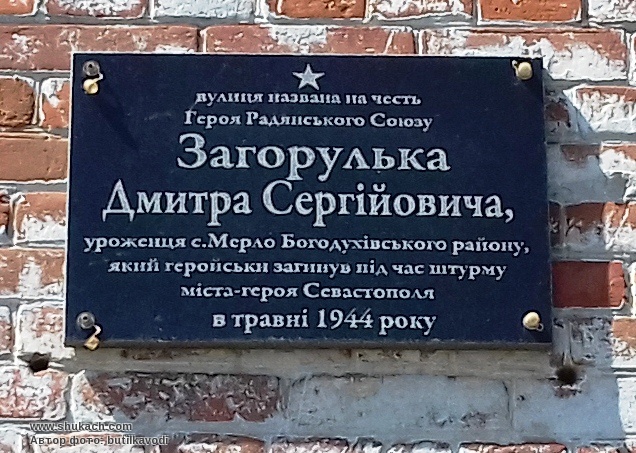 вулиця названа на честь
Героя Радянського Союзу
Загорулька
Дмитра Сергійовича,
уроженця с.Мерло Богодухівського району,
який геройськи загинув під час штурму
міста-героя Севастополя
в травні 1944 року
www.shukach.com
Автор фото: butilkavodi